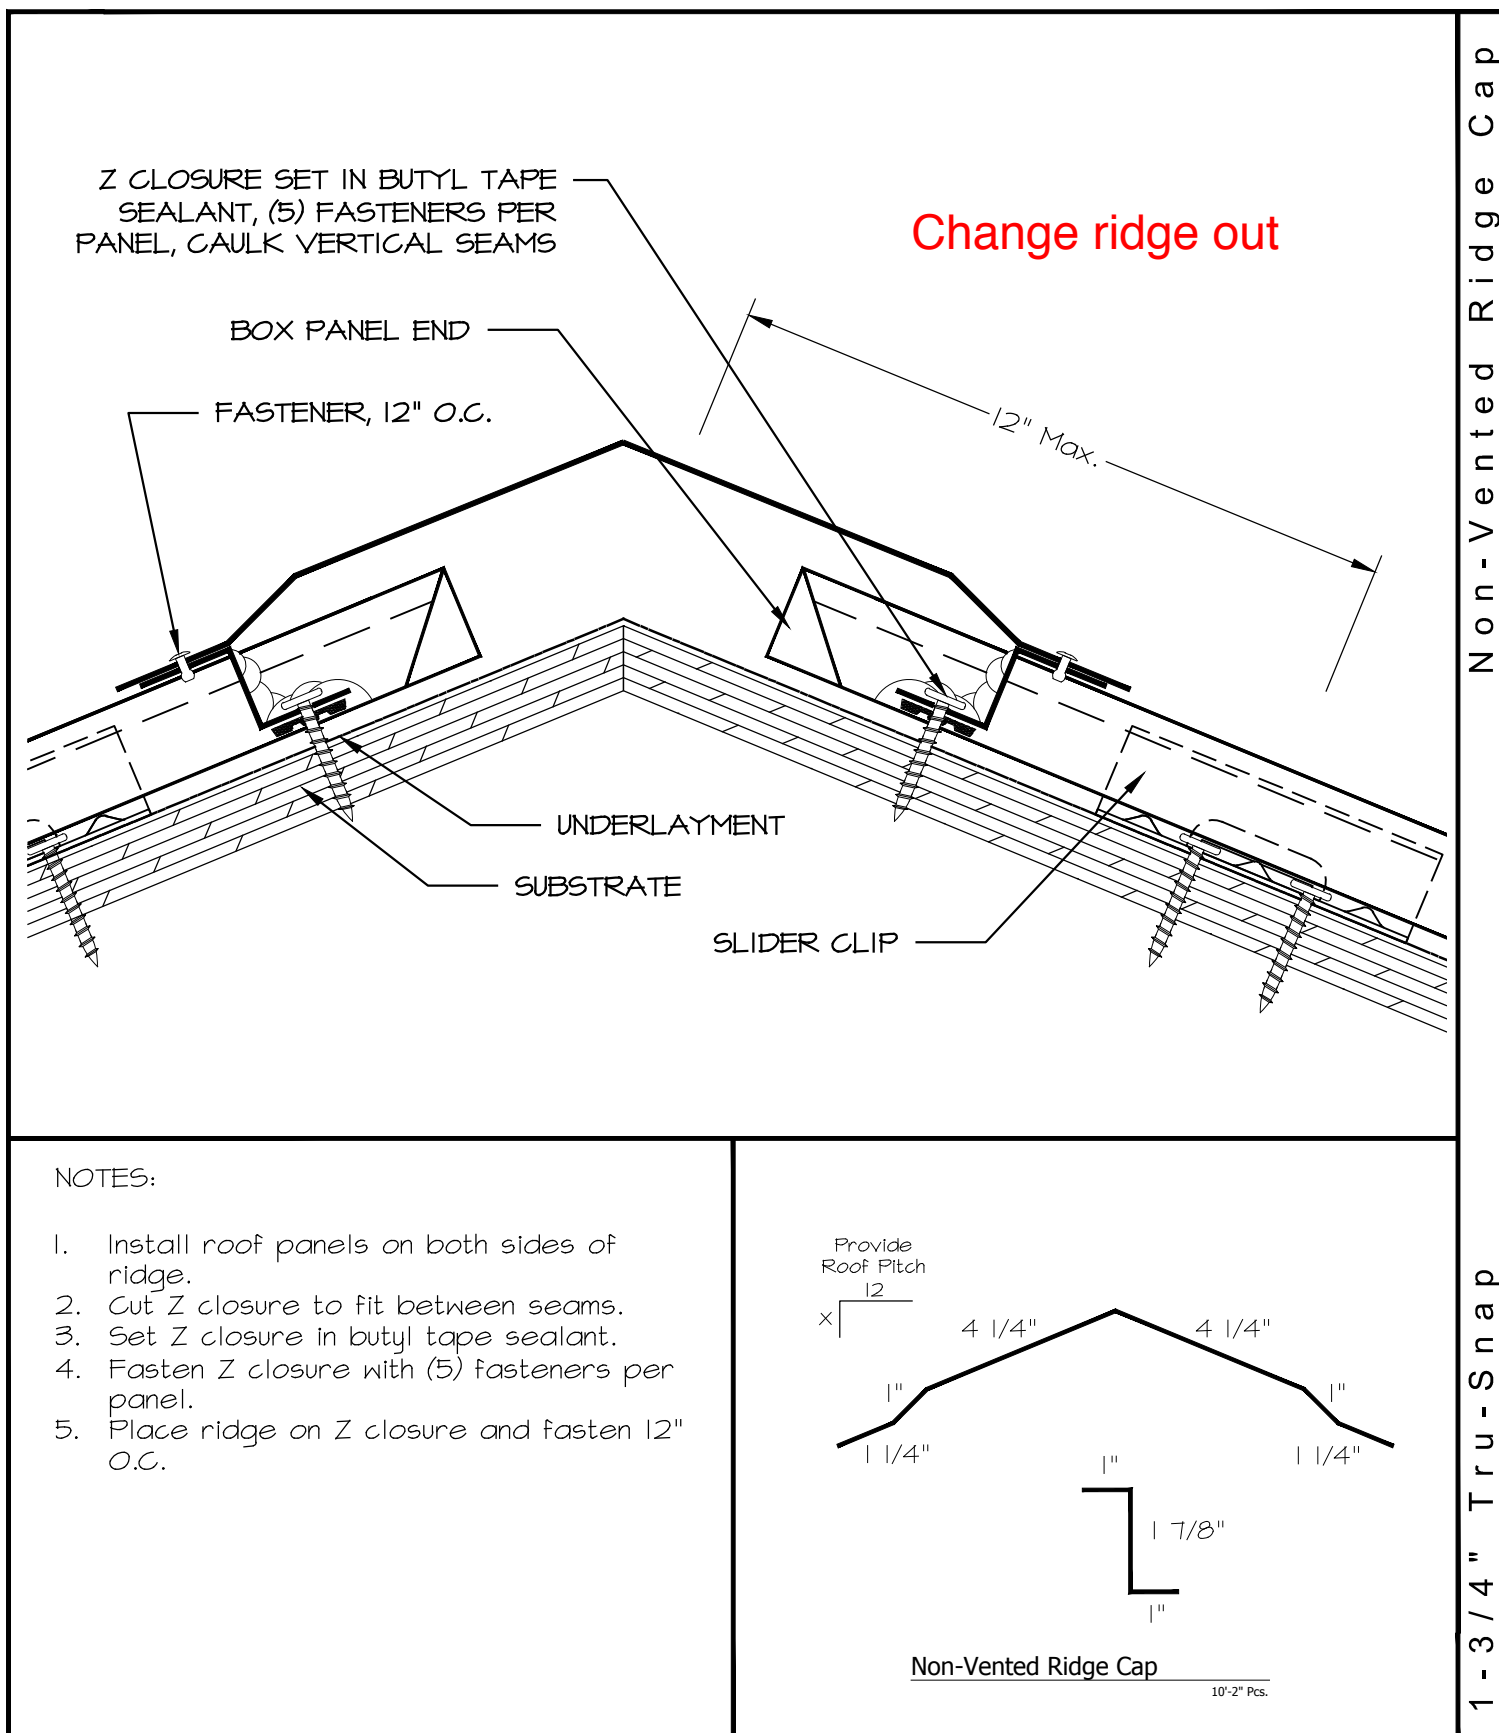 Z CLOSURE SET IN BUTYL TAPE
SEALANT, (5) FASTENERS PER
PANEL, CAULK VERTICAL SEAMS
Change ridge out
BOX PANEL END
FASTENER, 12" O.C.
12" Max.
UNDERLAYMENT
SUBSTRATE
SLIDER CLIP
Non-Vented Ridge Cap
1-3/4" Tru-Snap
NOTES:
1. Install roof panels on both sides of
ridge.
2. Cut Z closure to fit between seams.
3. Set Z closure in butyl tape sealant.
4. Fasten Z closure with (5) fasteners per
panel.
5. Place ridge on Z closure and fasten 12"
O.C.
Provide
Roof Pitch
12
X
4 1/4"
4 1/4"
1"
1"
1 1/4"
1 1/4"
1"
1 7/8"
1"
Non-Vented Ridge Cap
10'-2" Pcs.